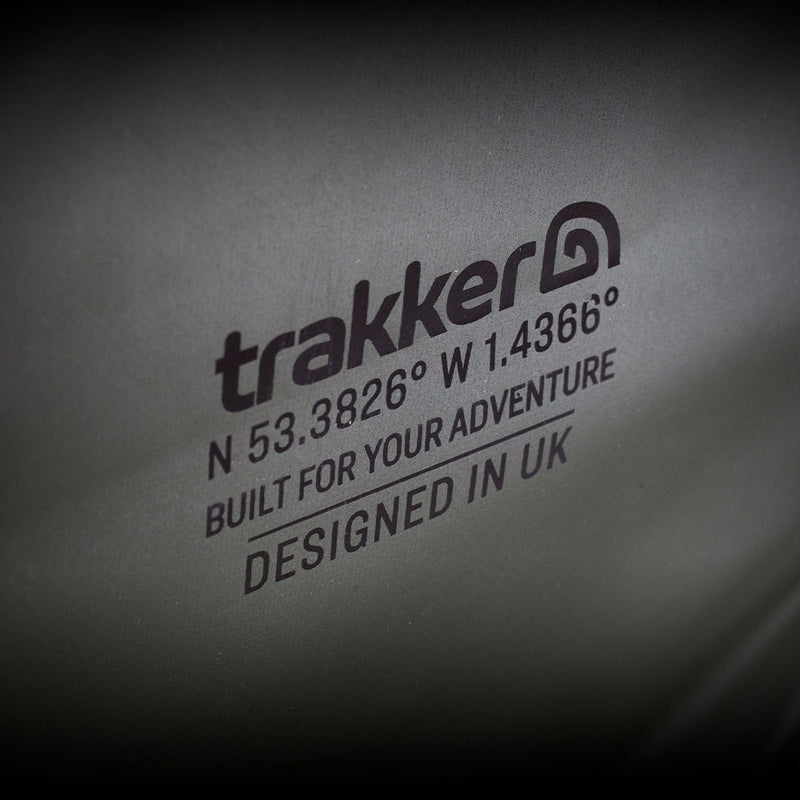 trakker
N 53.3826° W 1.4366°
BUILT FOR YOUR ADVENTURE
DESIGNED IN UK